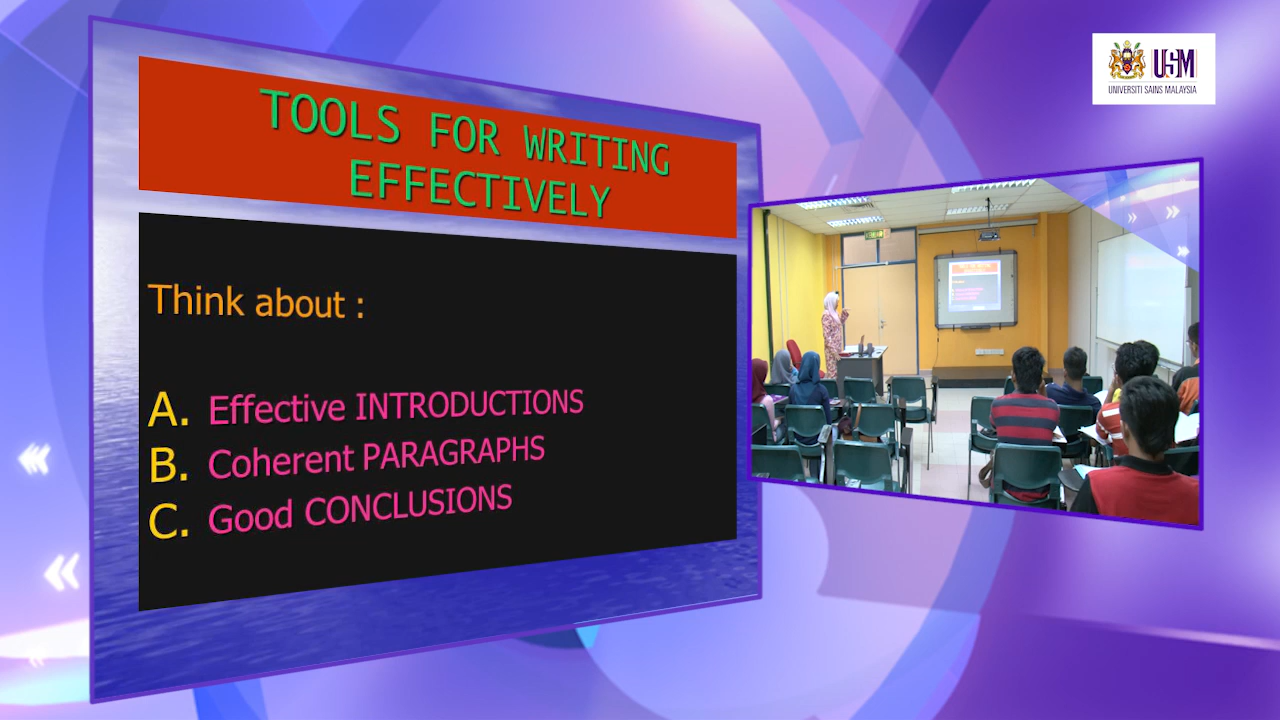 TOOLS FOR WRITING
EFFECTIVELY
Think about :
A. Effective INTRODUCTIONS
B. Coherent PARAGRAPHS
C. Good CONCLUSIONS
USM
UNIVERSITI SAINS MALAYSIA